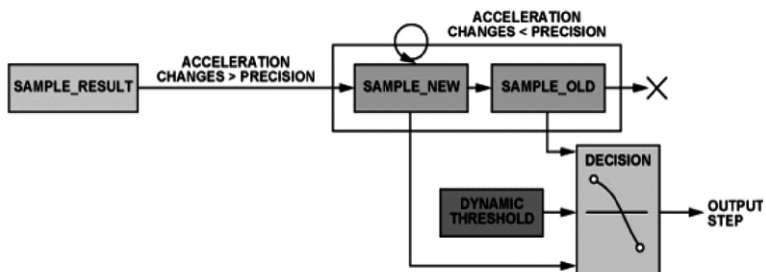 ACCELERATION
CHANGES < PRECISION
ACCELERATION
CHANGES > PRECISION
SAMPLE_RESULT
SAMPLE_NEW
SAMPLE_OLD
DECISION
DYNAMIC
THRESHOLD
OUTPUT
STEP